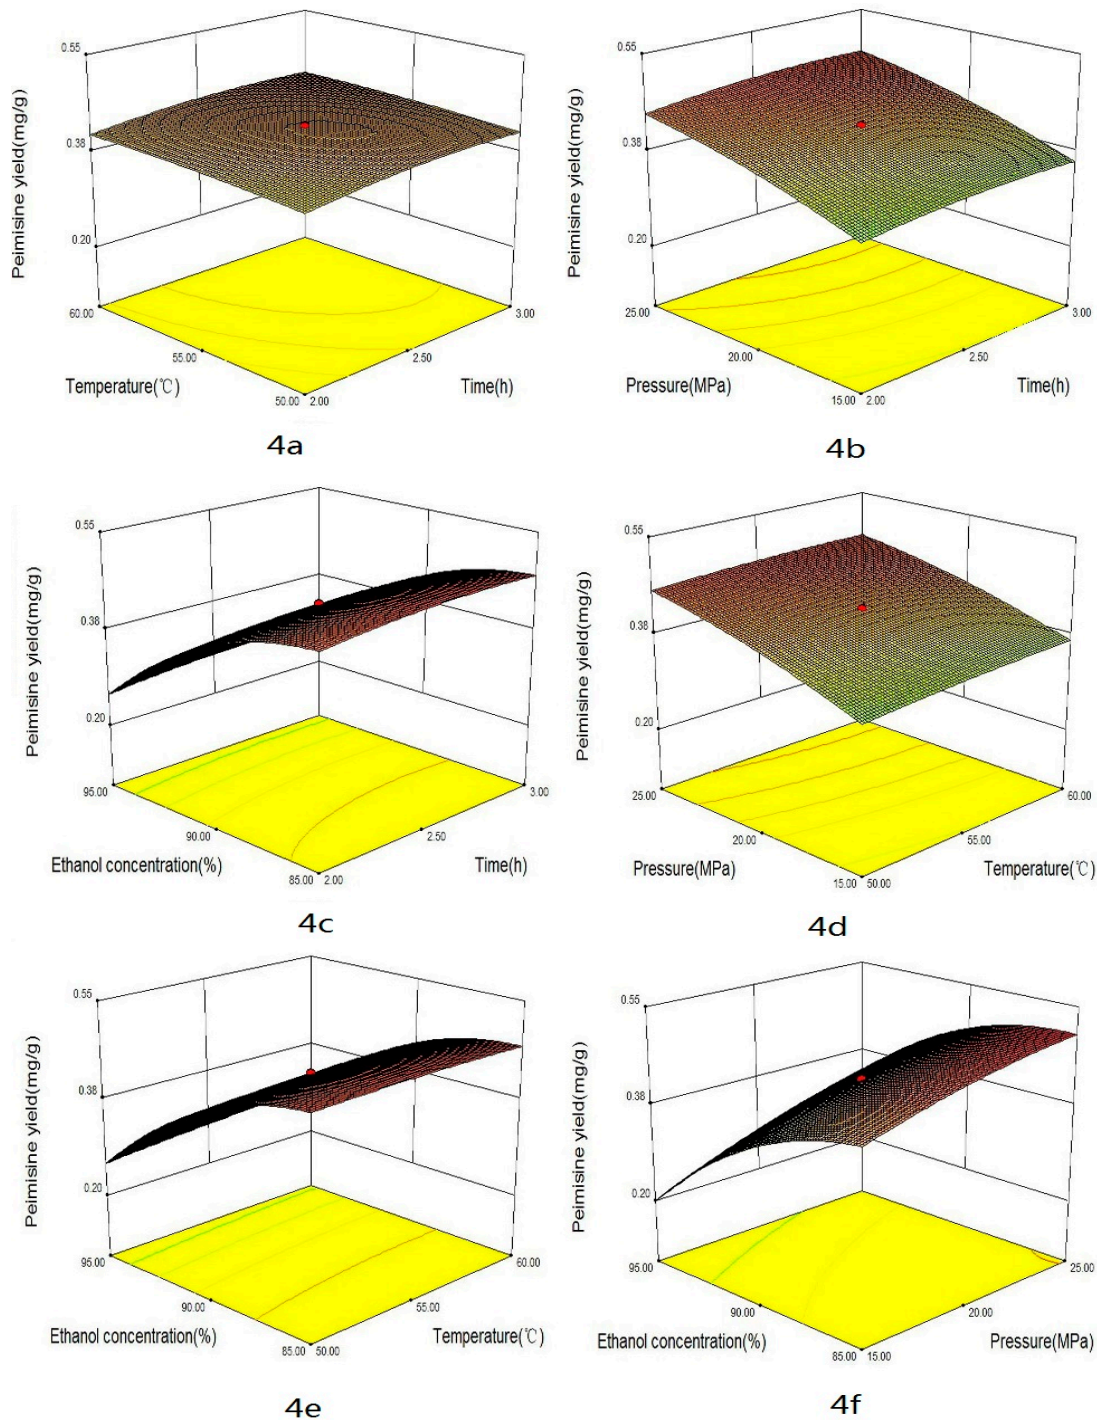 0.55
0.38
0.20
Peimisine yield(mg/g)
60.00
55.00
50.00 2.00
2.50
3.00
Temperature(℃)
Time(h)
4a
0.55
0.38
0.20
Peimisine yield(mg/g)
25.00
20.00
15.00 2.00
2.50
3.00
Pressure(MPa)
Time(h)
4b
0.55
0.38
0.20
Peimisine yield(mg/g)
95.00
90.00
85.00 2.00
2.50
3.00
Ethanol concentration(%)
Time(h)
4c
0.55
0.38
0.20
Peimisine yield(mg/g)
25.00
20.00
15.00 50.00
55.00
60.00
Pressure(MPa)
Temperature(℃)
4d
0.55
0.38
0.20
Peimisine yield(mg/g)
95.00
90.00
85.00 50.00
55.00
60.00
Ethanol concentration(%)
Temperature(℃)
4e
0.55
0.38
0.20
Peimisine yield(mg/g)
95.00
90.00
85.00 15.00
20.00
25.00
Ethanol concentration(%)
Pressure(MPa)
4f